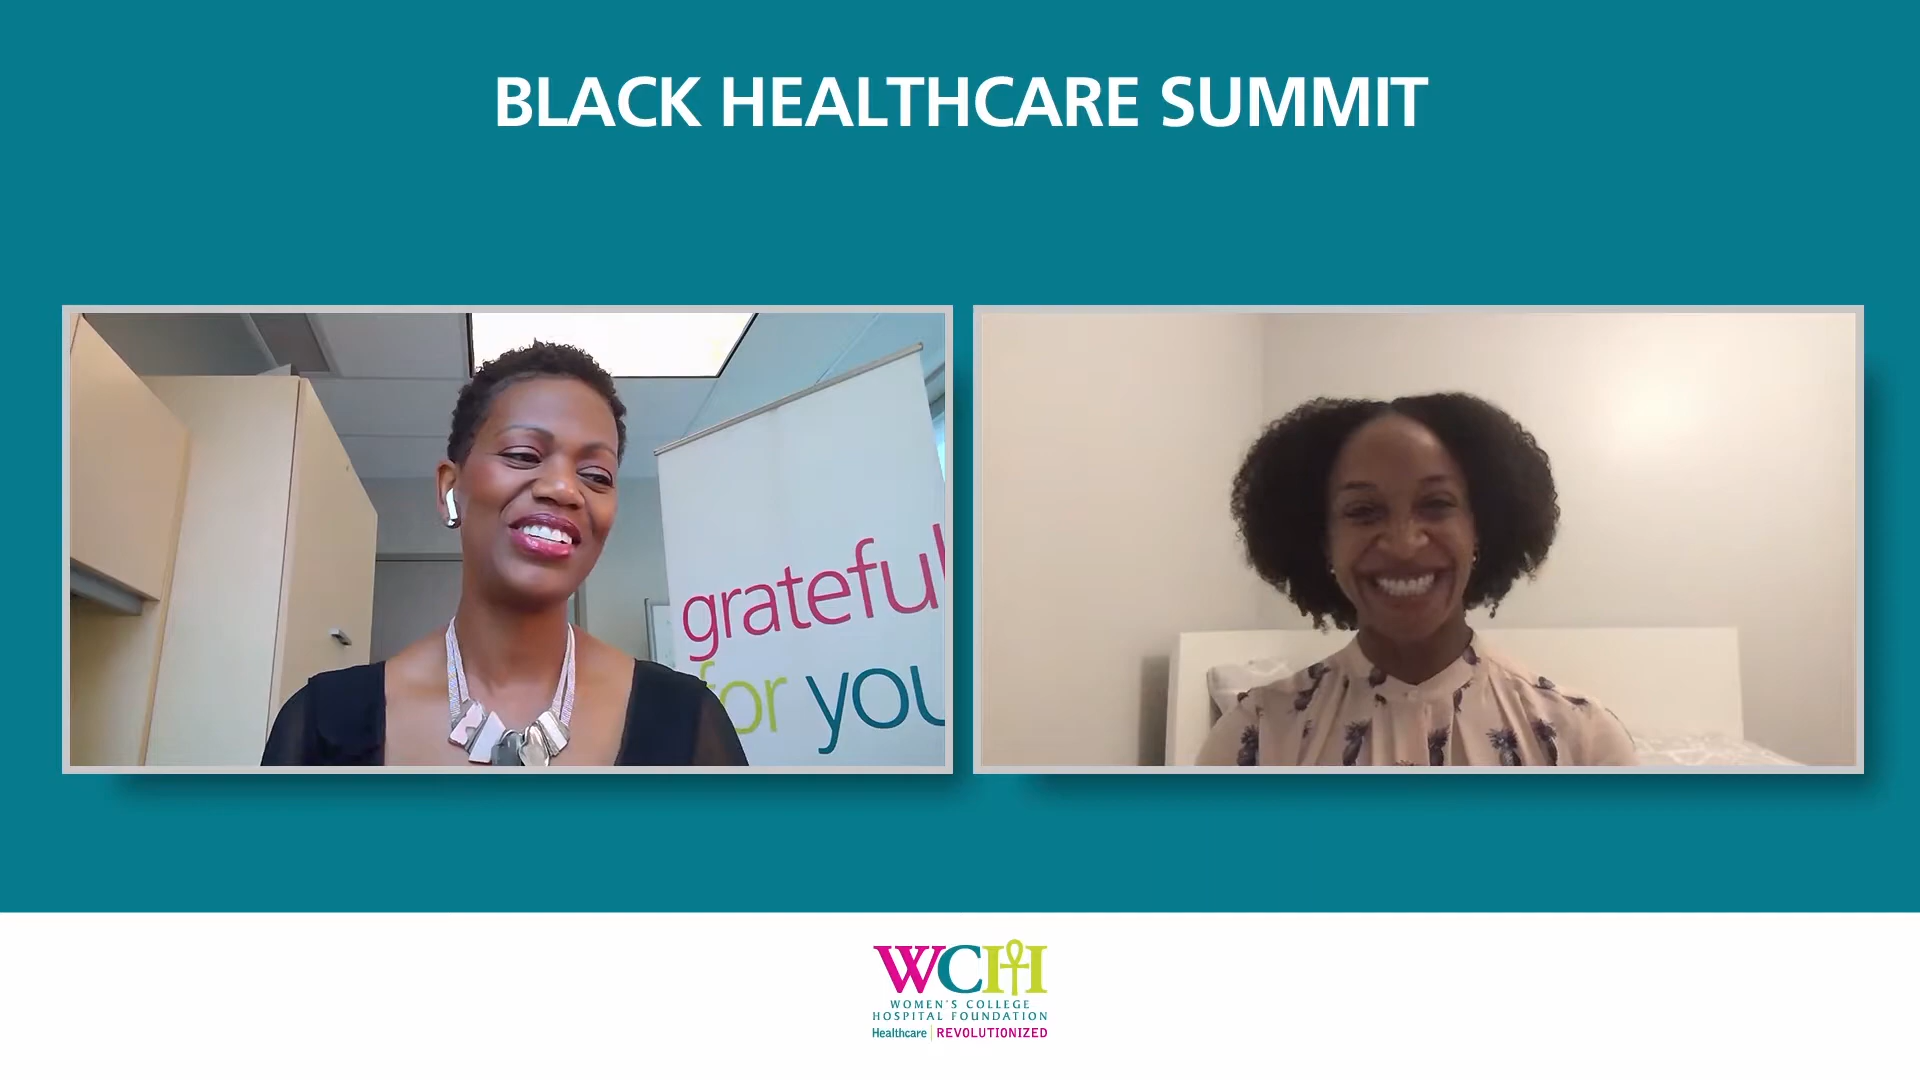 BLACK HEALTHCARE SUMMIT
grateful
for you
WCH
WOMEN'S COLLEGE
HOSPITAL FOUNDATION
Healthcare | REVOLUTIONIZED